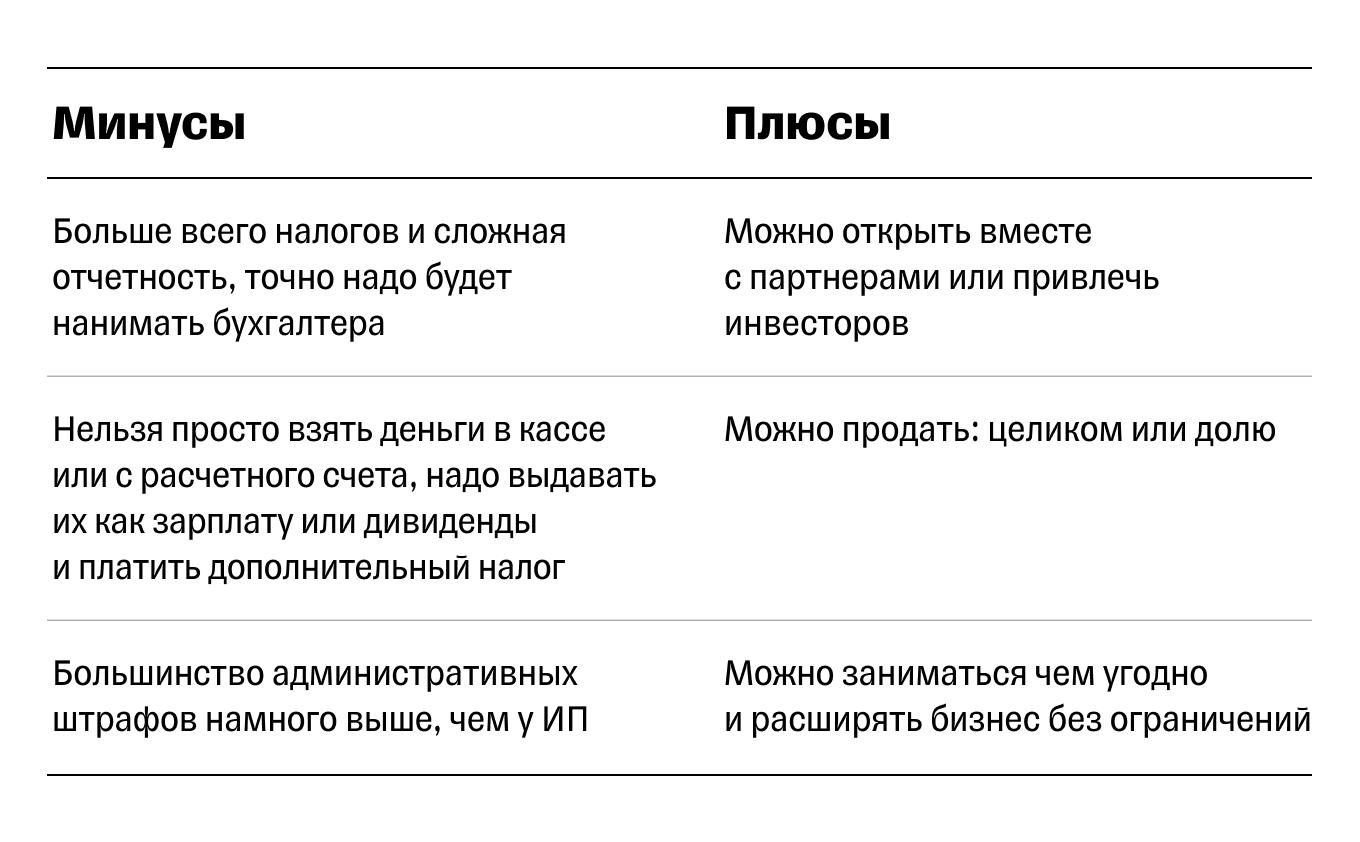 Минусы
Плюсы
Больше всего налогов и сложная
отчетность, точно надо будет
нанимать бухгалтера
Можно открыть вместе
с партнерами или привлечь
инвесторов
Нельзя просто взять деньги в кассе
или с расчетного счета, надо выдавать
их как зарплату или дивиденды
и платить дополнительный налог
Можно продать: целиком или долю
Большинство административных
штрафов намного выше, чем у ИП
Можно заниматься чем угодно
и расширять бизнес без ограничений